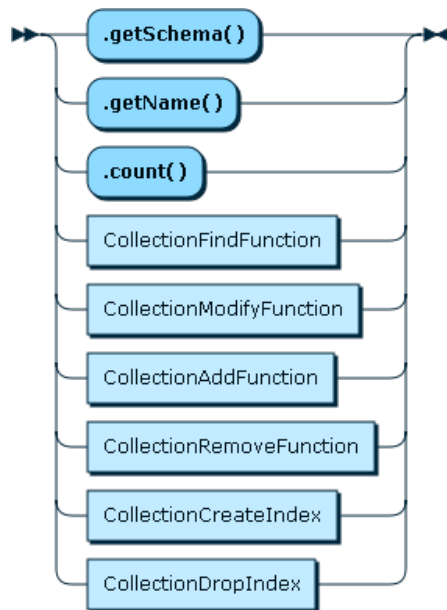 .getSchema()
.getName()
.count()
CollectionFindFunction
CollectionModifyFunction
CollectionAddFunction
CollectionRemoveFunction
CollectionCreateIndex
CollectionDropIndex